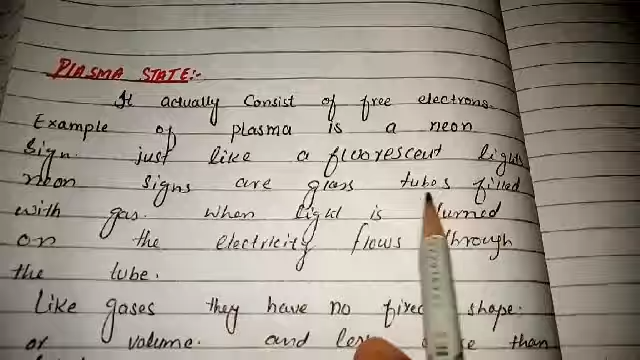 PLASMA STATE:-
It actually consist of free electrons.
Example of plasma is a neon
sign. just like a fluorescent light
neon signs are glass tubes filled
with gas. when light is turned
on the electricity flows through
the tube.
Like gases they have no fixed shape.
or volume. and less than